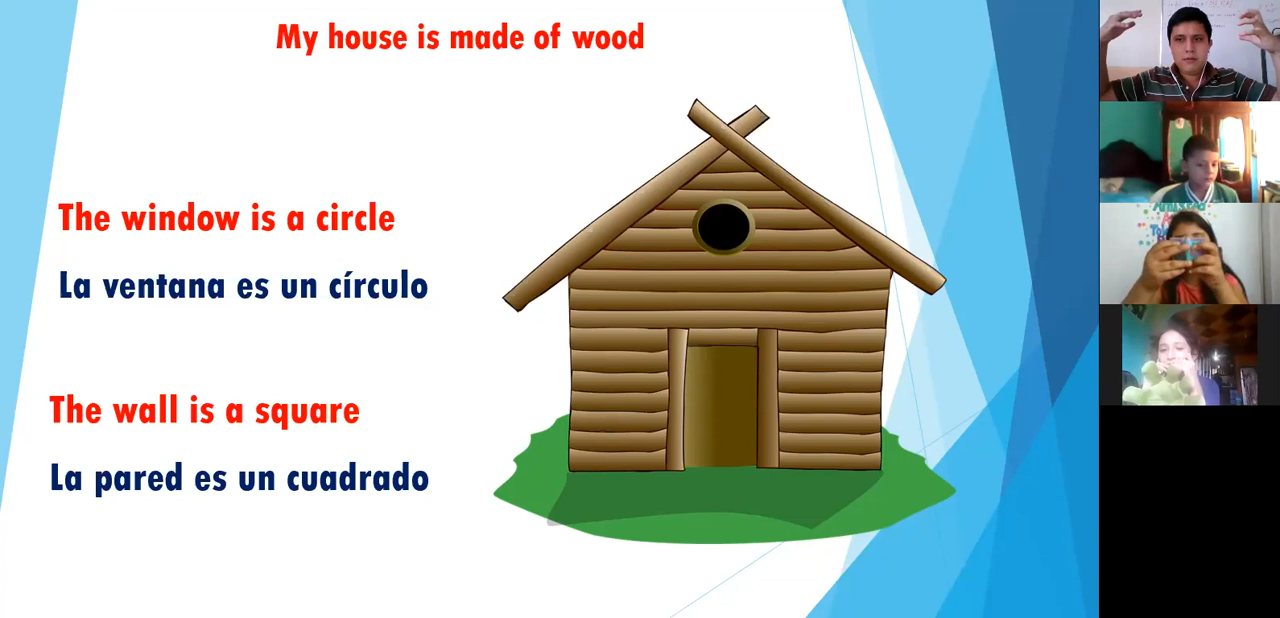 My house is made of wood
The window is a circle
La ventana es un círculo
The wall is a square
La pared es un cuadrado